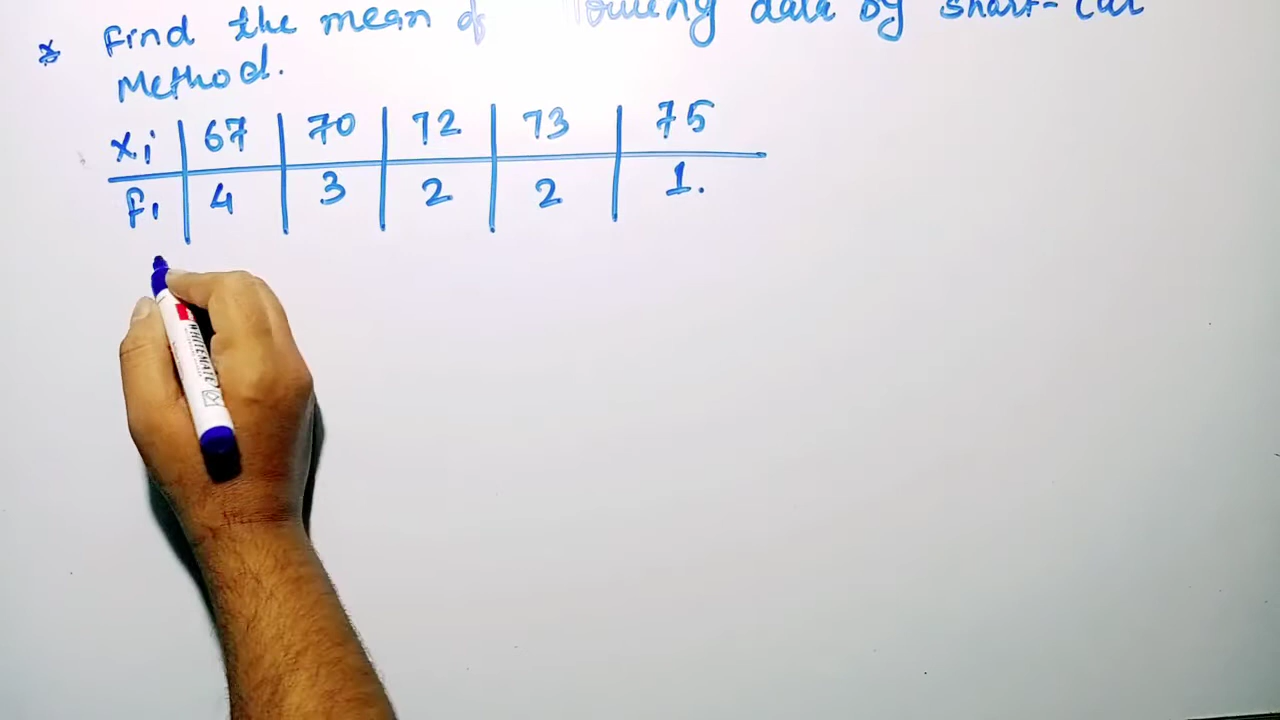 * Find the mean of data by short-cut
Method.
xi 67 70 72 73 75
fi 4 3 2 2 1.
WHITEMATE